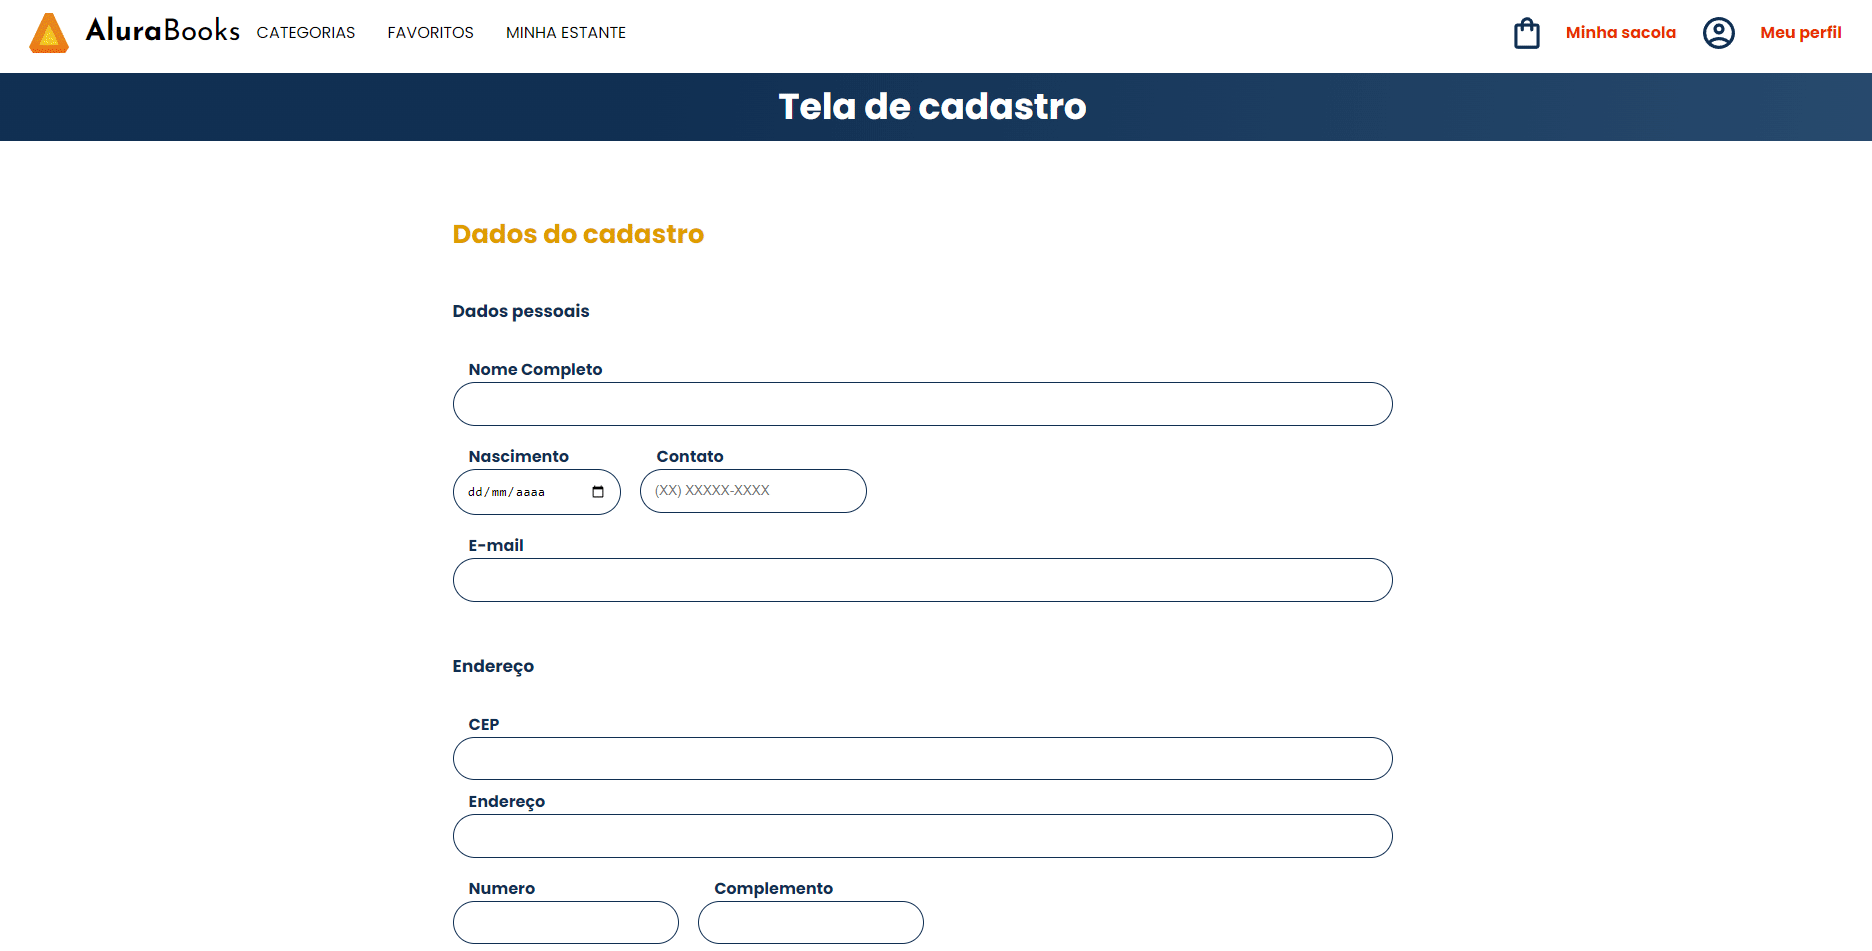 AluraBooks CATEGORIAS FAVORITOS MINHA ESTANTE Minha sacola Meu perfil
Tela de cadastro
Dados do cadastro
Dados pessoais
Nome Completo
Nascimento Contato
dd/mm/aaaa (XX) XXXXX-XXXX
E-mail
Endereço
CEP
Endereço
Numero Complemento